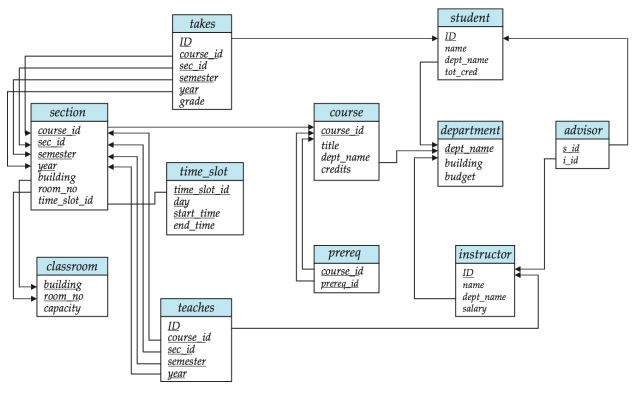 takes
ID
course_id
sec_id
semester
year
grade
student
ID
name
dept_name
tot_cred
section
course_id
sec_id
semester
year
building
room_no
time_slot_id
course
course_id
title
dept_name
credits
department
dept_name
building
budget
advisor
s_id
i_id
time_slot
time_slot_id
day
start_time
end_time
prereq
course_id
prereq_id
instructor
ID
name
dept_name
salary
classroom
building
room_no
capacity
teaches
ID
course_id
sec_id
semester
year